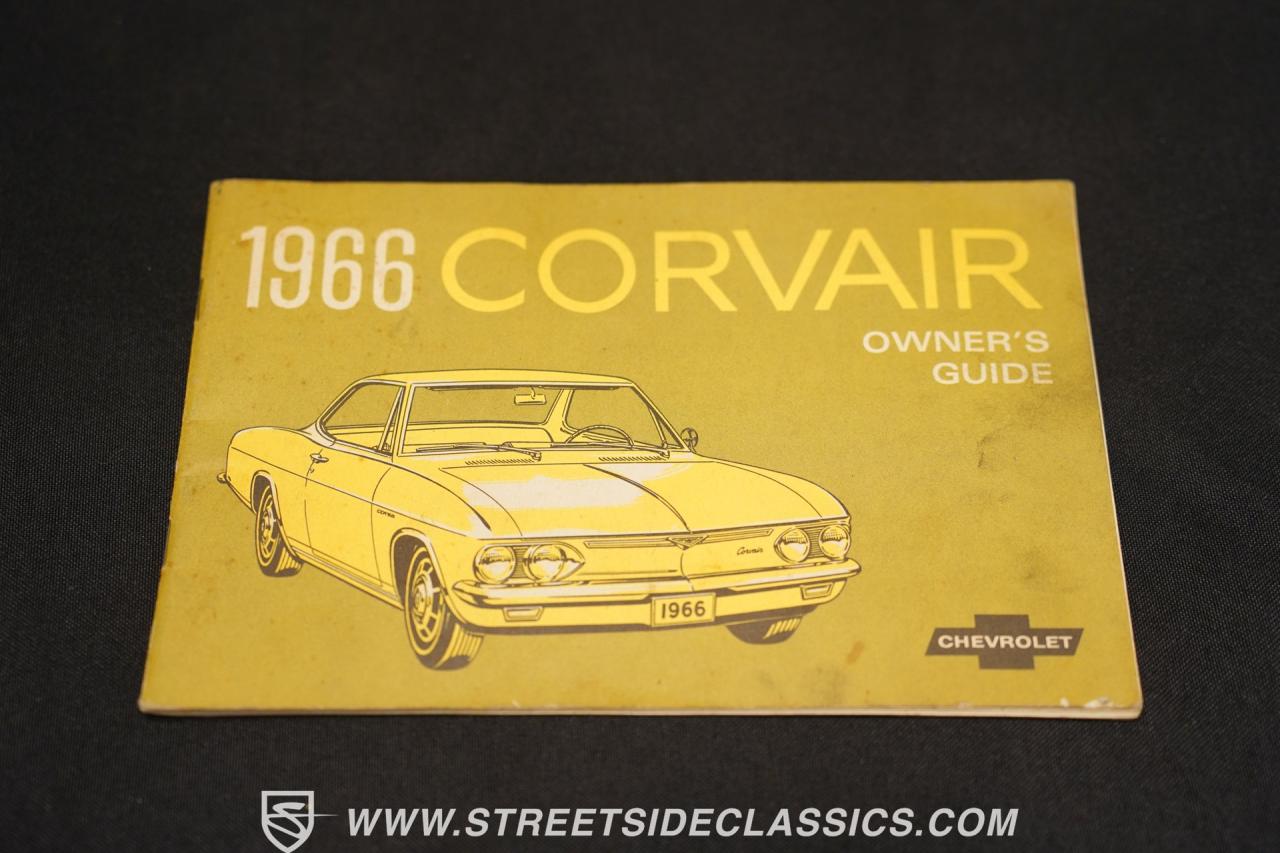 1966 CORVAIR
OWNER'S
GUIDE
Corvair
1966
CHEVROLET
WWW.STREETSIDECLASSICS.COM